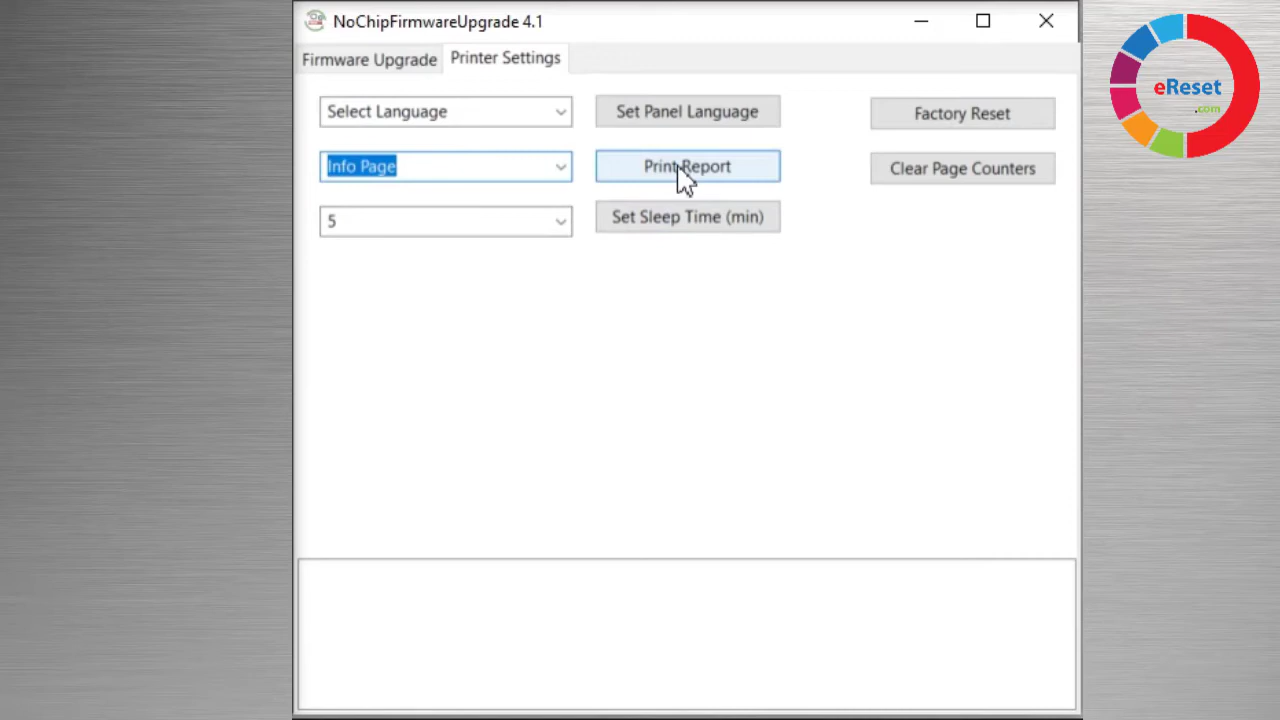 NoChipFirmwareUpgrade 4.1
Firmware Upgrade
Printer Settings
Select Language
Set Panel Language
Factory Reset
Info Page
Print Report
Clear Page Counters
5
Set Sleep Time (min)
eReset
.com